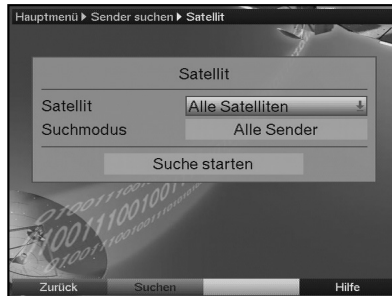 Hauptmenü ▶ Sender suchen ▶ Satellit
Satellit
Satellit Alle Satelliten
Suchmodus Alle Sender
Suche starten
Zurück Suchen Hilfe